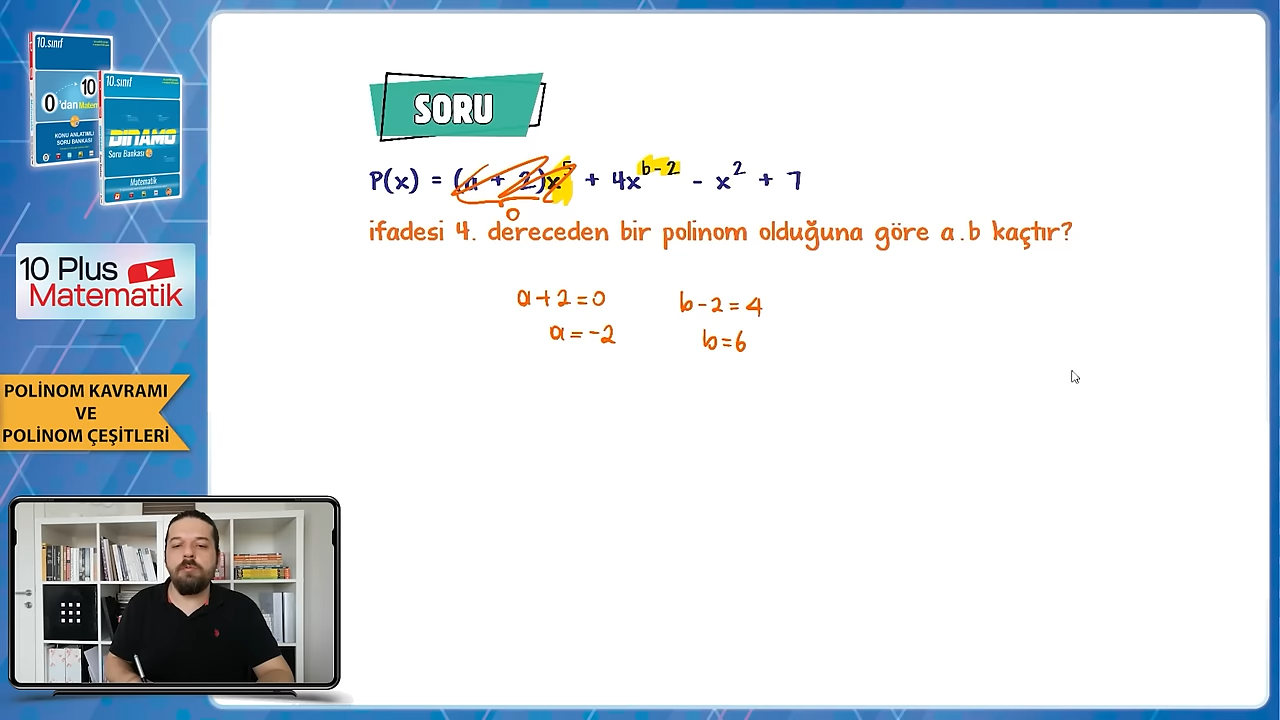 10.sınıf
0'dan 10
KONU ANLATIMLI
SORU BANKASI
10.sınıf
DİNAMO
Soru Bankası
Matematik
10 Plus
Matematik
POLİNOM KAVRAMI
VE
POLİNOM ÇEŞİTLERİ
SORU
P(x) = (a + 2)x⁵ + 4x^(b-2) - x² + 7
0
ifadesi 4. dereceden bir polinom olduğuna göre a.b kaçtır?
a+2=0 b-2=4
a=-2 b=6